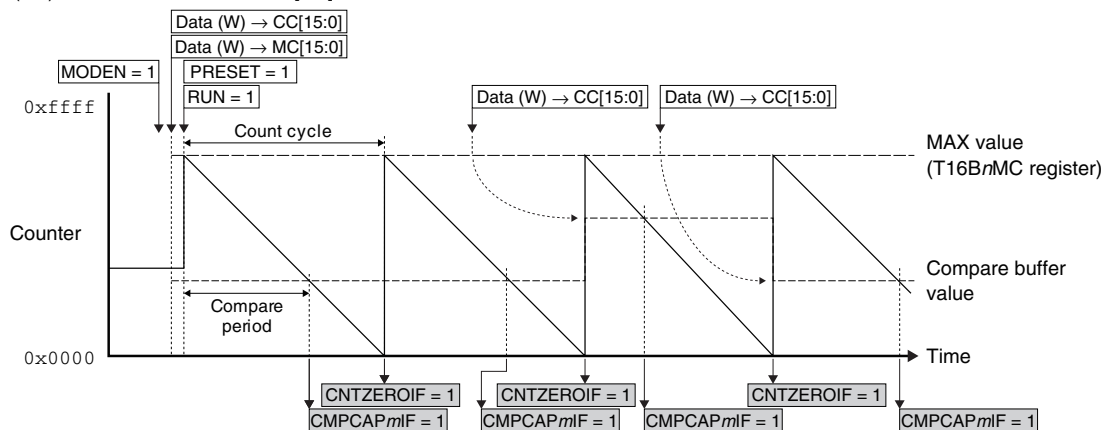 Data (W) → CC[15:0]
Data (W) → MC[15:0]
MODEN = 1
PRESET = 1
RUN = 1
Data (W) → CC[15:0]
Data (W) → CC[15:0]
0xffff
Count cycle
MAX value
(T16BnMC register)
Counter
Compare buffer
value
Compare
period
0x0000
Time
CNTZEROIF = 1
CNTZEROIF = 1
CNTZEROIF = 1
CMPCAPmIF = 1
CMPCAPmIF = 1
CMPCAPmIF = 1
CMPCAPmIF = 1